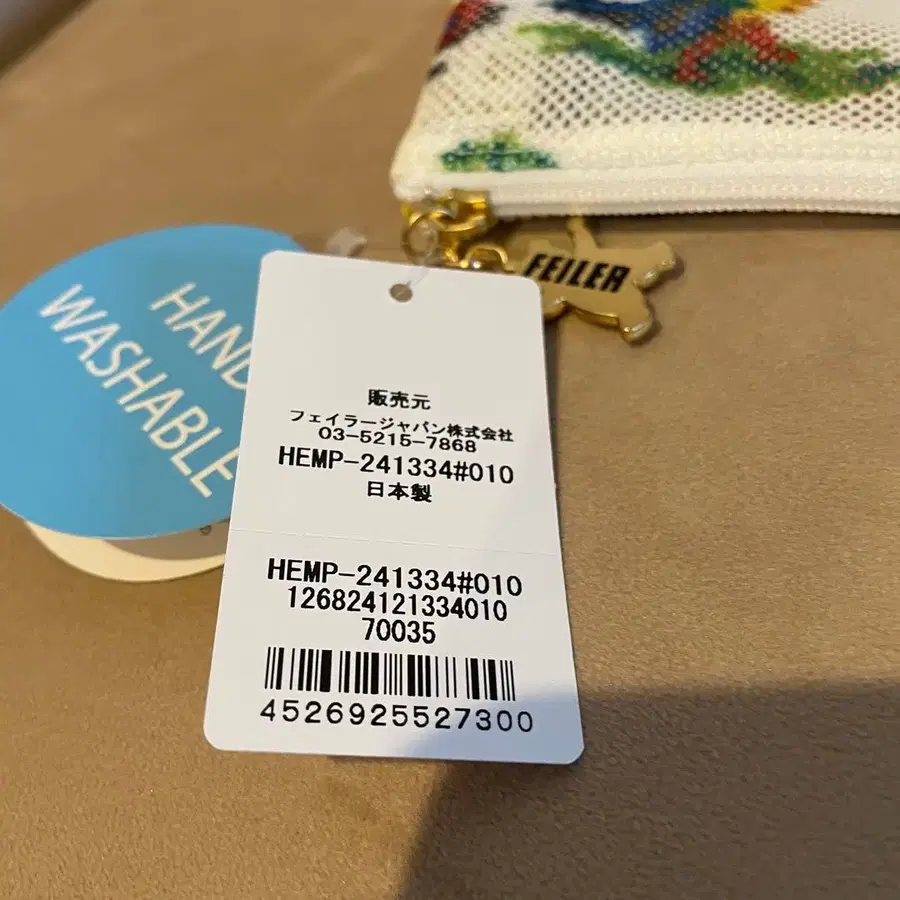 HAND
WASHABLE
FEILER
販売元
フェイラージャパン株式会社
03-5215-7868
HEMP-241334#010
日本製
HEMP-241334#010
126824121334010
70035
4526925527300